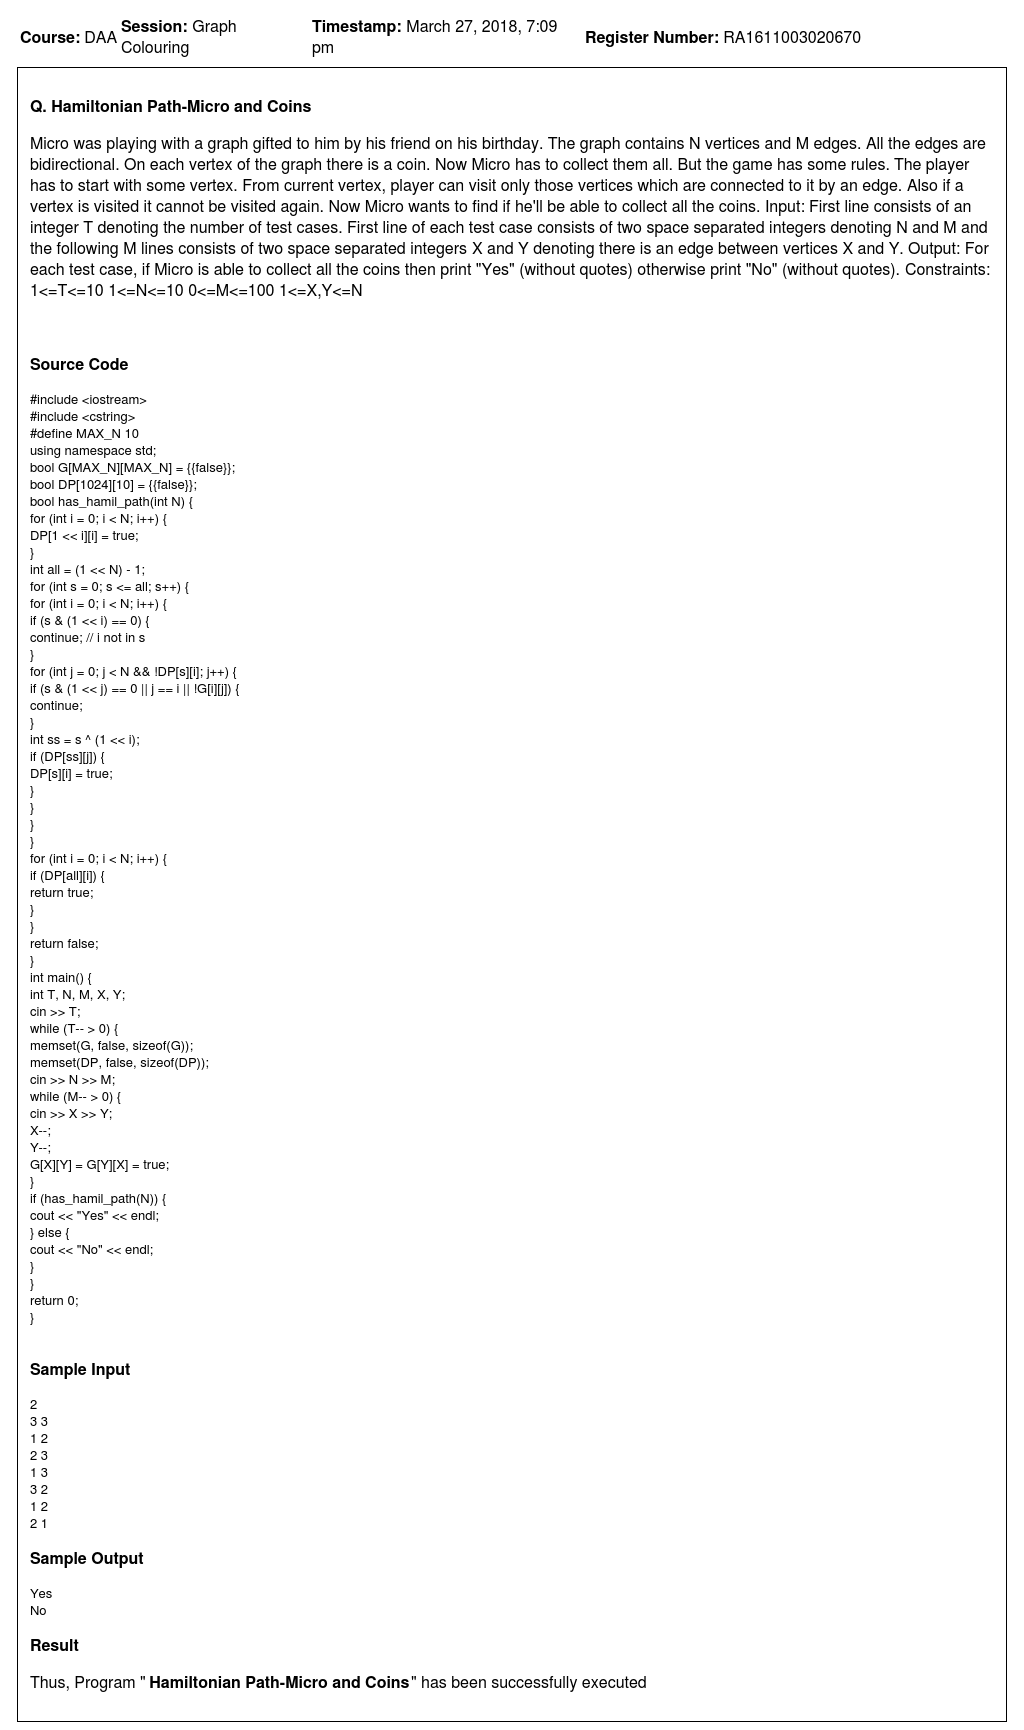 Course: DAA Session: Graph Colouring Timestamp: March 27, 2018, 7:09 pm Register Number: RA1611003020670
Q. Hamiltonian Path-Micro and Coins
Micro was playing with a graph gifted to him by his friend on his birthday. The graph contains N vertices and M edges. All the edges are
bidirectional. On each vertex of the graph there is a coin. Now Micro has to collect them all. But the game has some rules. The player
has to start with some vertex. From current vertex, player can visit only those vertices which are connected to it by an edge. Also if a
vertex is visited it cannot be visited again. Now Micro wants to find if he'll be able to collect all the coins. Input: First line consists of an
integer T denoting the number of test cases. First line of each test case consists of two space separated integers denoting N and M and
the following M lines consists of two space separated integers X and Y denoting there is an edge between vertices X and Y. Output: For
each test case, if Micro is able to collect all the coins then print "Yes" (without quotes) otherwise print "No" (without quotes). Constraints:
1<=T<=10 1<=N<=10 0<=M<=100 1<=X,Y<=N
Source Code
#include <iostream>
#include <cstring>
#define MAX_N 10
using namespace std;
bool G[MAX_N][MAX_N] = {{false}};
bool DP[1024][10] = {{false}};
bool has_hamil_path(int N) {
for (int i = 0; i < N; i++) {
DP[1 << i][i] = true;
}
int all = (1 << N) - 1;
for (int s = 0; s <= all; s++) {
for (int i = 0; i < N; i++) {
if (s & (1 << i) == 0) {
continue; // i not in s
}
for (int j = 0; j < N && !DP[s][i]; j++) {
if (s & (1 << j) == 0 || j == i || !G[i][j]) {
continue;
}
int ss = s ^ (1 << i);
if (DP[ss][j]) {
DP[s][i] = true;
}
}
}
}
for (int i = 0; i < N; i++) {
if (DP[all][i]) {
return true;
}
}
return false;
}
int main() {
int T, N, M, X, Y;
cin >> T;
while (T-- > 0) {
memset(G, false, sizeof(G));
memset(DP, false, sizeof(DP));
cin >> N >> M;
while (M-- > 0) {
cin >> X >> Y;
X--;
Y--;
G[X][Y] = G[Y][X] = true;
}
if (has_hamil_path(N)) {
cout << "Yes" << endl;
} else {
cout << "No" << endl;
}
}
return 0;
}
Sample Input
2
3 3
1 2
2 3
1 3
3 2
1 2
2 1
Sample Output
Yes
No
Result
Thus, Program " Hamiltonian Path-Micro and Coins" has been successfully executed